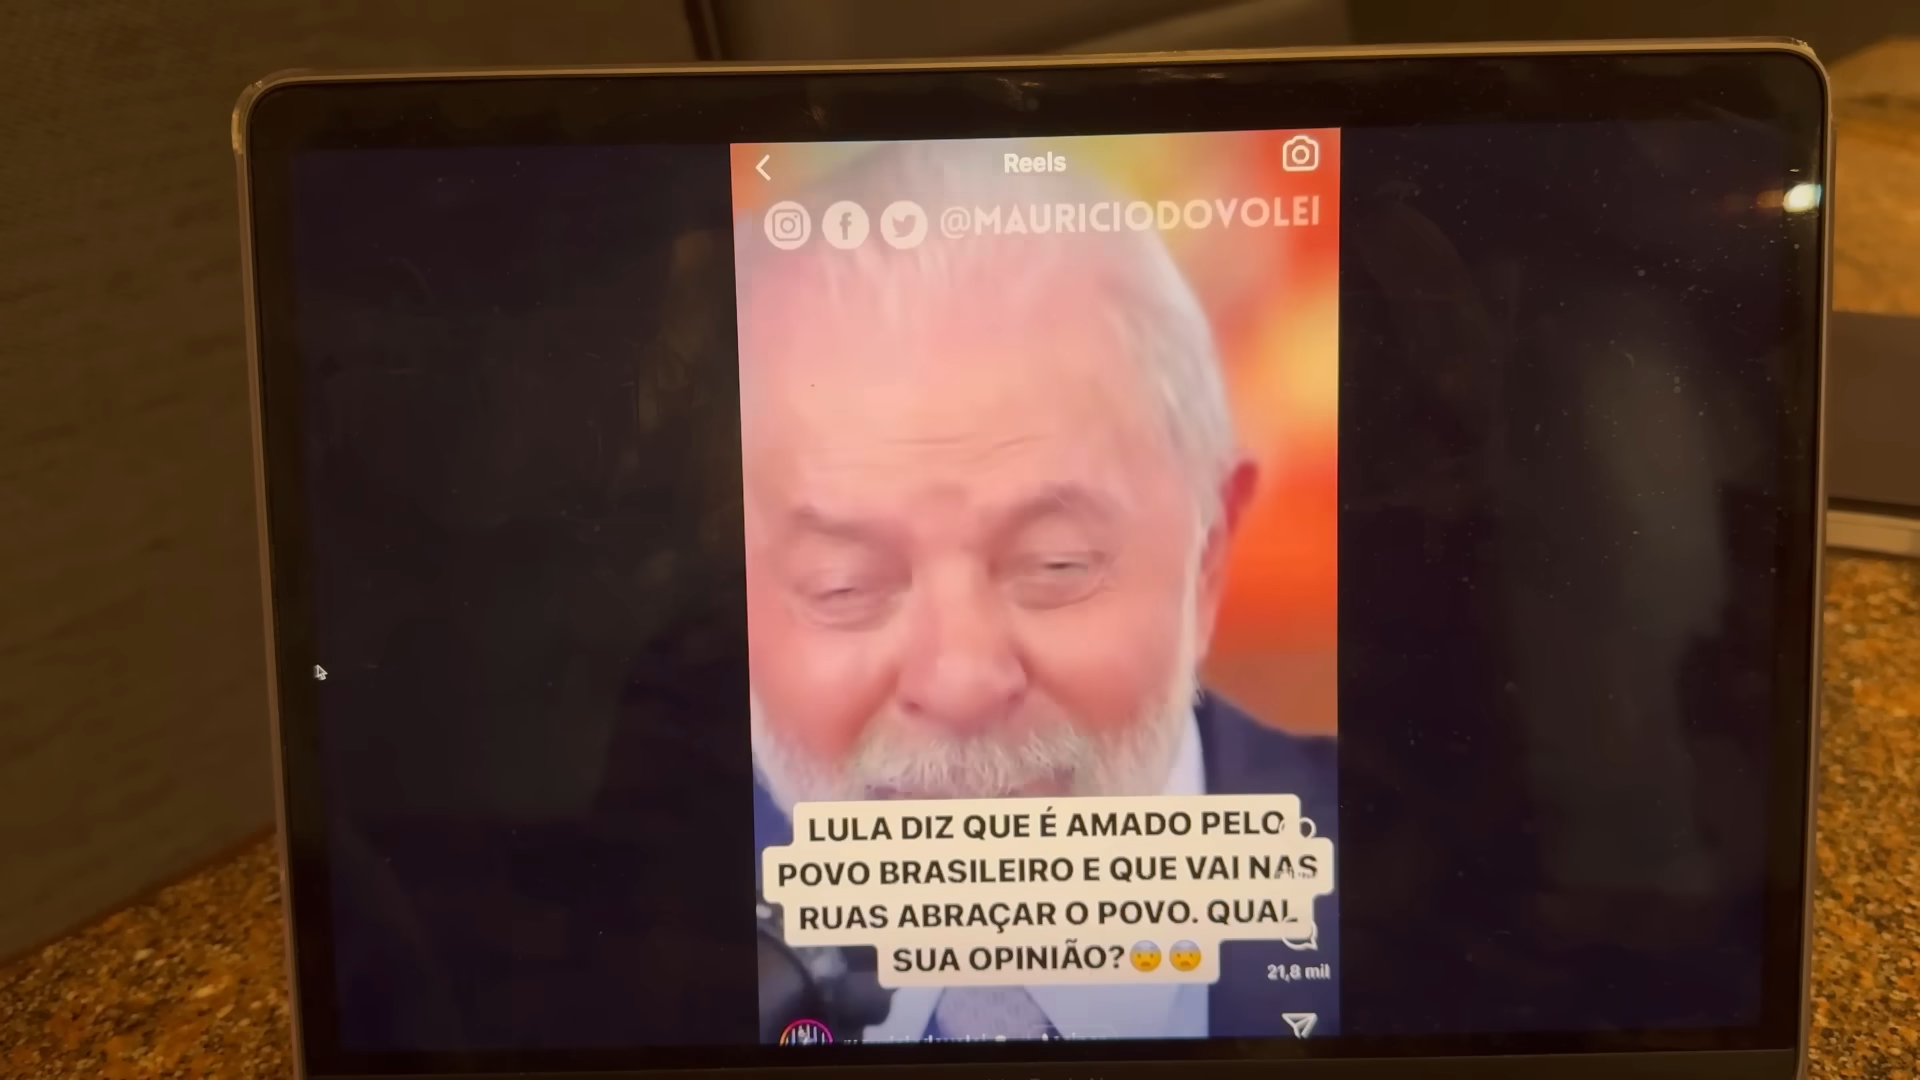 Reels
@MAURICIODOVOLEI
LULA DIZ QUE É AMADO PELO
POVO BRASILEIRO E QUE VAI NAS
RUAS ABRAÇAR O POVO. QUAL
SUA OPINIÃO?😨😨
21,8 mil